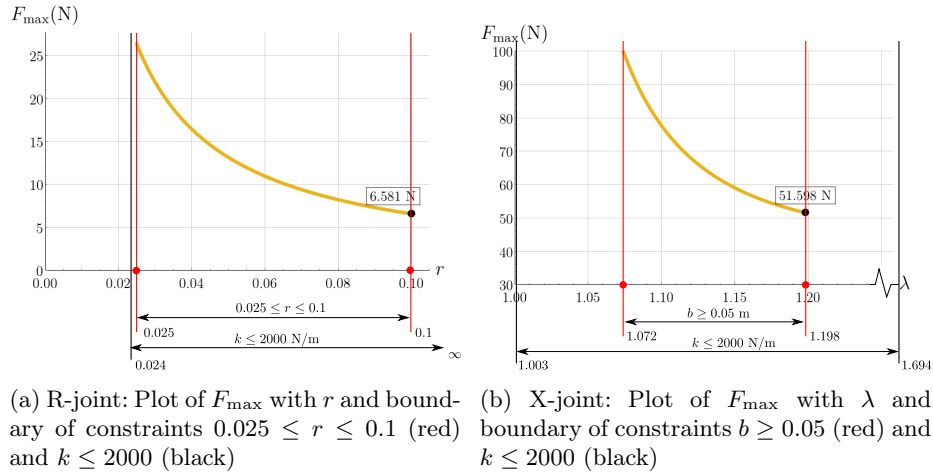 F_max(N)
25
20
15
10
5
0
6.581 N
r
0.00
0.02
0.04
0.06
0.08
0.10
0.025 ≤ r ≤ 0.1
0.025
0.1
k ≤ 2000 N/m
∞
0.024
(a) R-joint: Plot of F_max with r and bound-
ary of constraints 0.025 ≤ r ≤ 0.1 (red)
and k ≤ 2000 (black)
F_max(N)
100
90
80
70
60
50
40
30
51.598 N
λ
1.00
1.05
1.10
1.15
1.20
b ≥ 0.05 m
1.072
1.198
k ≤ 2000 N/m
1.003
1.694
(b) X-joint: Plot of F_max with λ and
boundary of constraints b ≥ 0.05 (red) and
k ≤ 2000 (black)